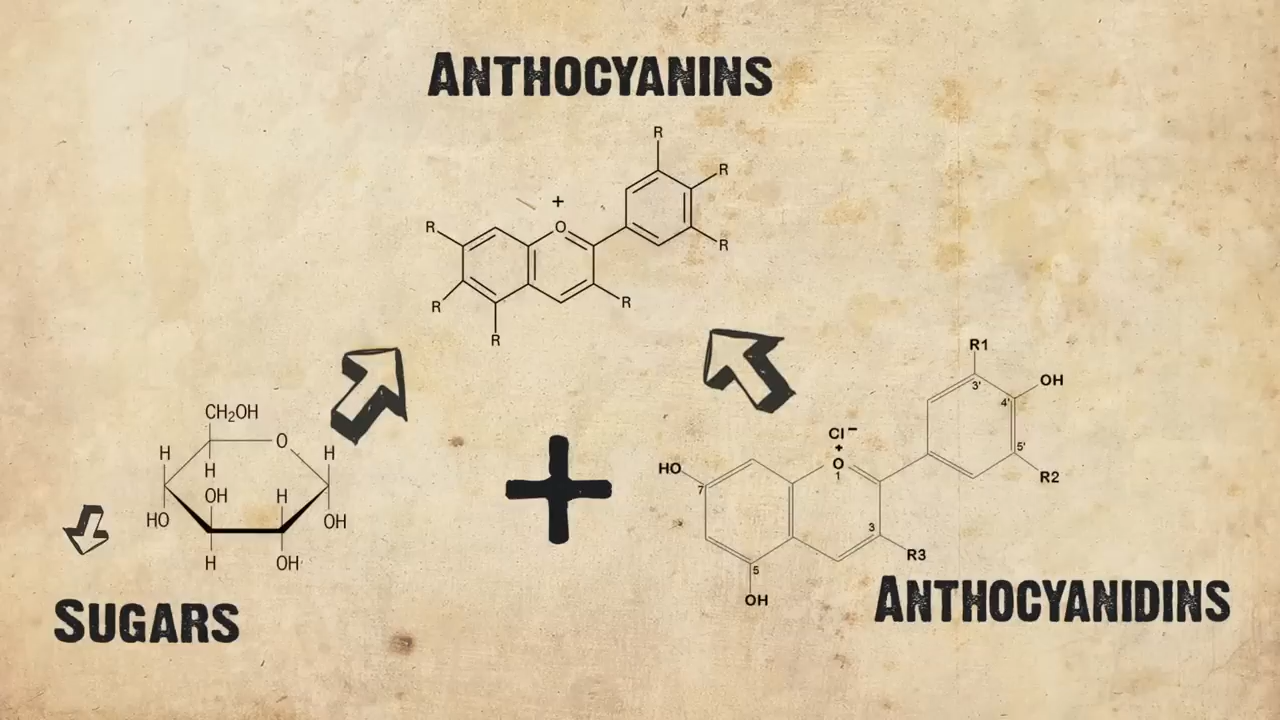 ANTHOCYANINS
R
R
+
R
O
R
R
R
R
R1
3'
OH
4'
CH₂OH
Cl⁻
O
+
5'
H
H
HO
O
R2
H
7
1
OH
H
3
HO
OH
R3
H
OH
5
OH
SUGARS
ANTHOCYANIDINS